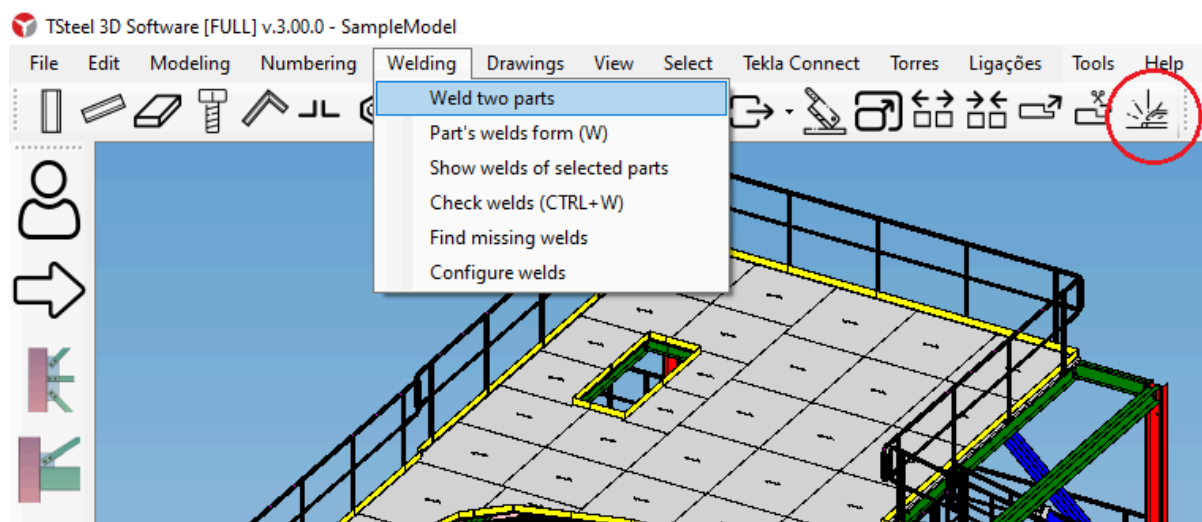 TSteel 3D Software [FULL] v.3.00.0 - SampleModel
File Edit Modeling Numbering Welding Drawings View Select Tekla Connect Torres Ligações Tools Help
Weld two parts
Part's welds form (W)
Show welds of selected parts
Check welds (CTRL+W)
Find missing welds
Configure welds